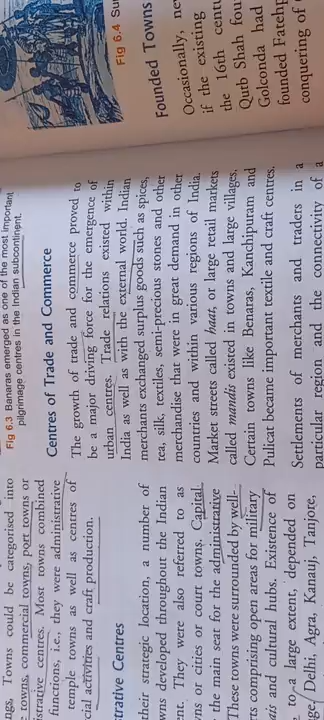 ngs. Towns could be categorised into
towns, commercial towns, port towns or
istrative centres. Most towns combined
functions, i.e., they were administrative
temple towns as well as centres of
cial activities and craft production.
trative Centres
their strategic location, a number of
wns developed throughout the Indian
nt. They were also referred to as
ns or cities or court towns. Capital
the main seat for the administrative
These towns were surrounded by well-
ts comprising open areas for military
ais and cultural hubs. Existence of
to a large extent, depended on
ge. Delhi, Agra, Kanauj, Tanjore,
Fig 6.3 Banaras emerged as one of the most important
pilgrimage centres in the Indian subcontinent.
Centres of Trade and Commerce
The growth of trade and commerce proved to
be a major driving force for the emergence of
urban centres. Trade relations existed within
India as well as with the external world. Indian
merchants exchanged surplus goods such as spices,
tea, silk, textiles, semi-precious stones and other
merchandise that were in great demand in other
countries and within various regions of India.
Market streets called haat, or large retail markets
called mandis existed in towns and large villages.
Certain towns like Benaras, Kanchipuram and
Pullicat became important textile and craft centres.
Settlements of merchants and traders in a
particular region and the connectivity of a
Fig 6.4 Su
Founded Towns
Occasionally, ne
if the existing
the 16th centu
Qutb Shah fou
Golconda had
founded Fatehp
conquering of